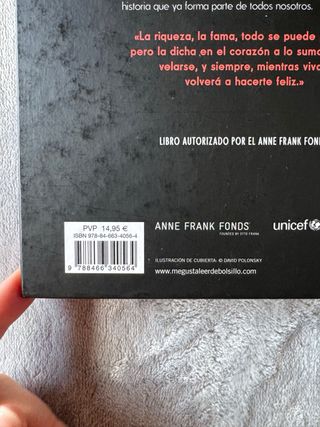 historia que ya forma parte de todos nosotros.
«La riqueza, la fama, todo se puede
pero la dicha en el corazón a lo sumo
velarse, y siempre, mientras viva
volverá a hacerte feliz.»
LIBRO AUTORIZADO POR EL ANNE FRANK FOND
PVP 14,95 €
ISBN 978-84-663-4056-4
9 788466 340564
ANNE FRANK FONDS
FOUNDED BY OTTO FRANK
unicef
ILUSTRACIÓN DE CUBIERTA: © DAVID POLONSKY
www.megustaleerdebolsillo.com